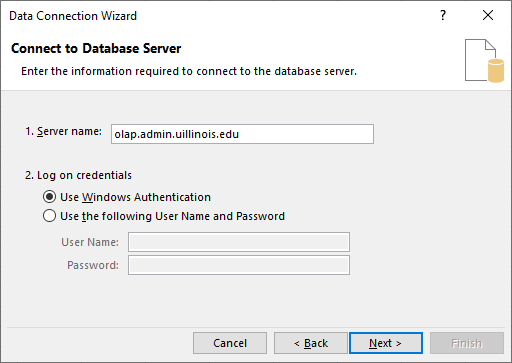 Data Connection Wizard
?
Connect to Database Server
Enter the information required to connect to the database server.
1. Server name: olap.admin.uillinois.edu
2. Log on credentials
Use Windows Authentication
Use the following User Name and Password
User Name:
Password:
Cancel < Back Next > Finish